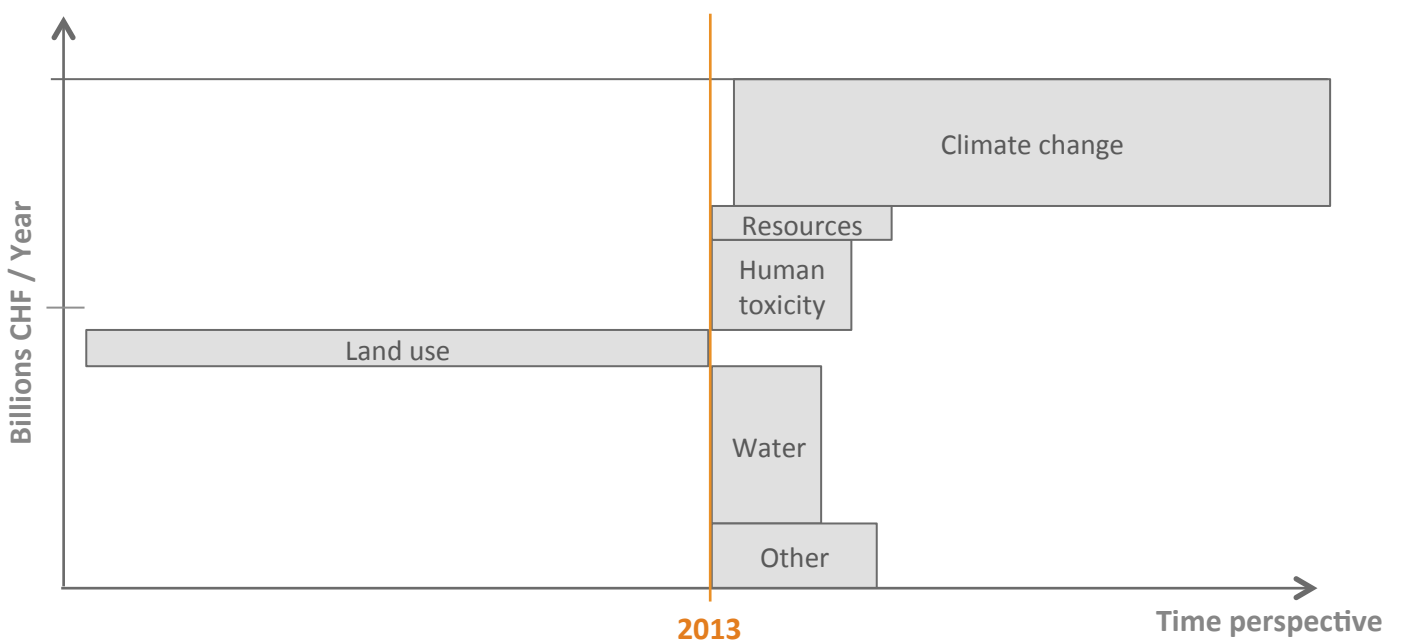 Billions CHF / Year
Climate change
Resources
Human
toxicity
Land use
Water
Other
2013
Time perspective